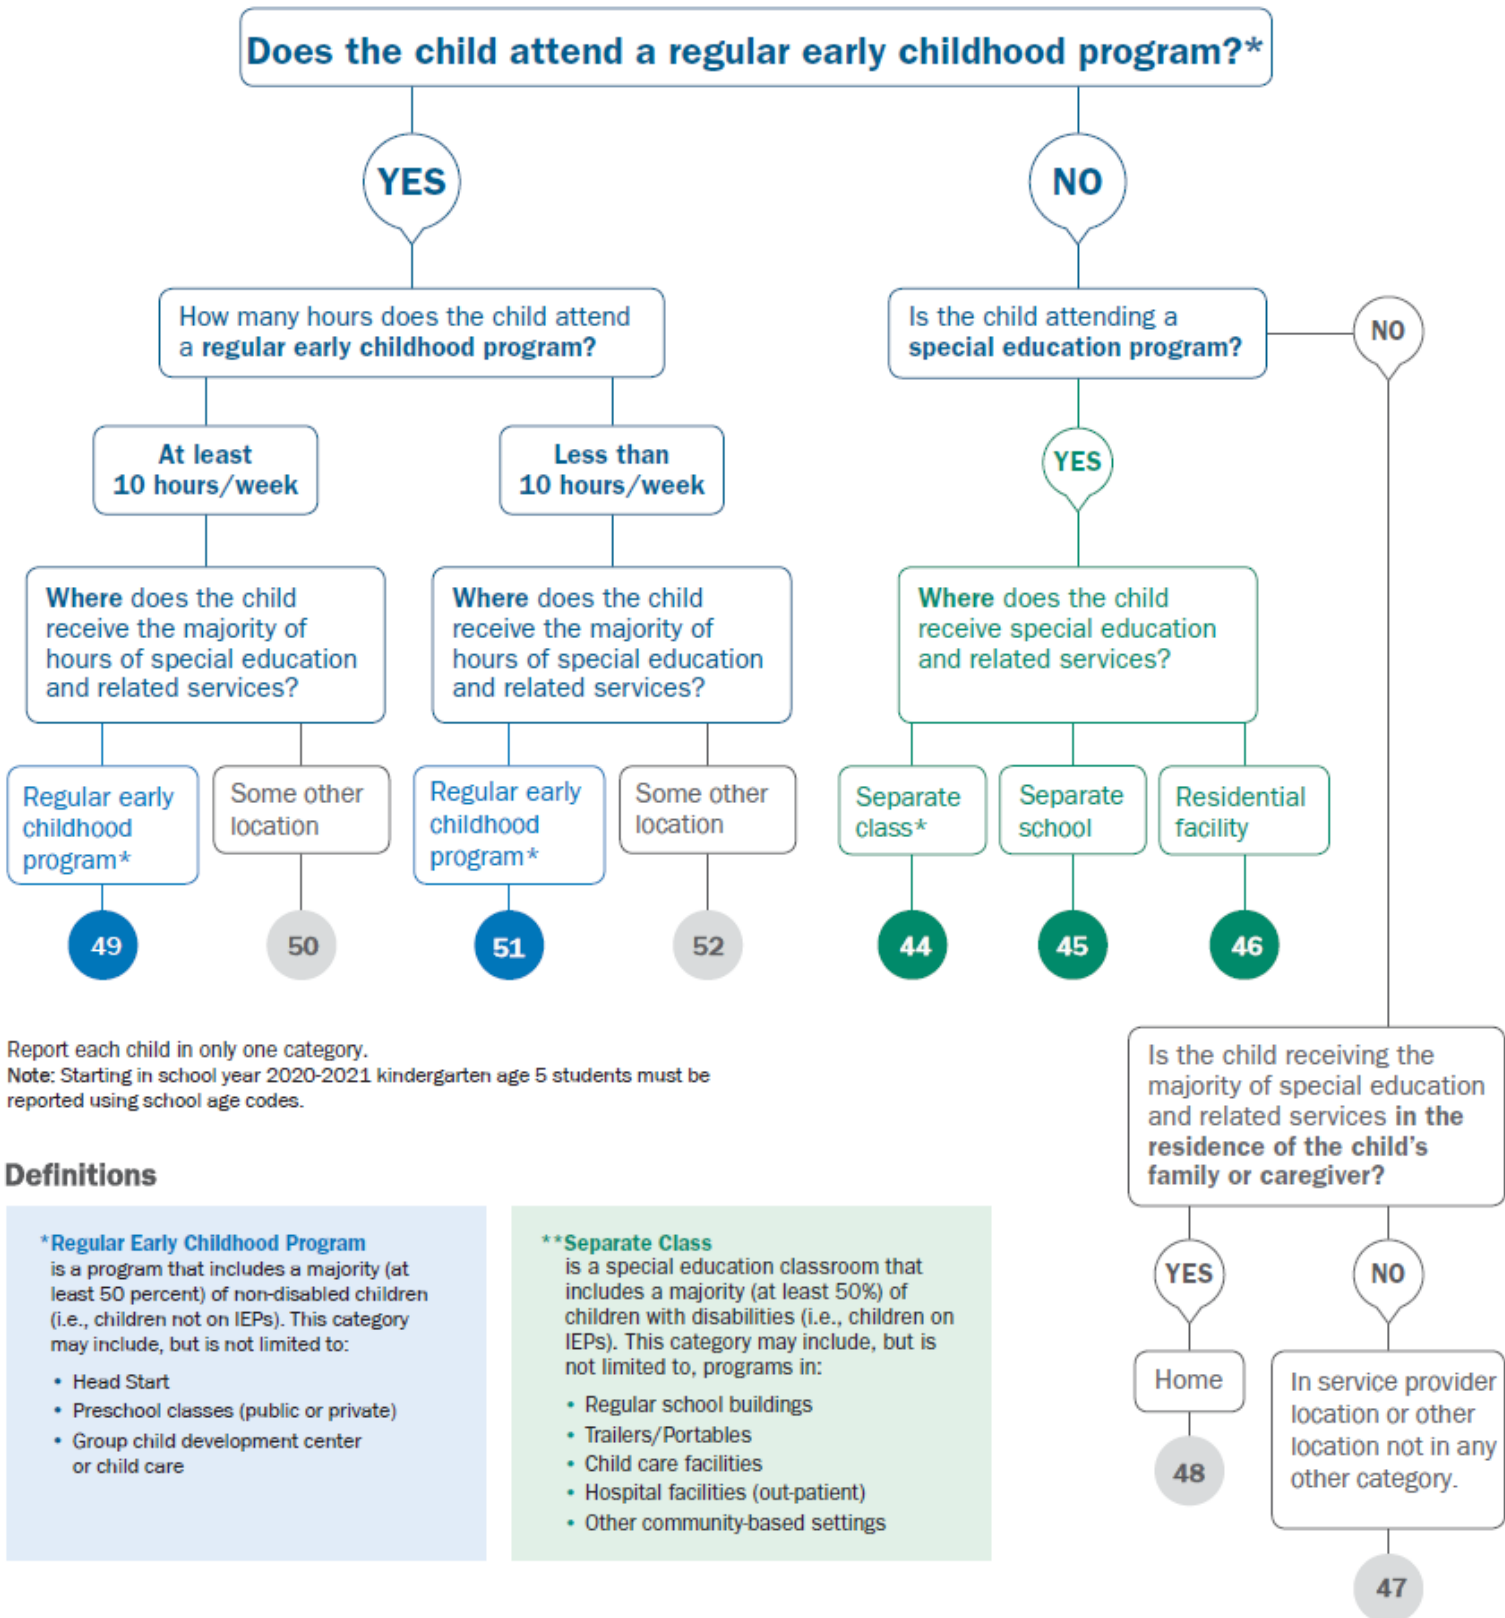 Does the child attend a regular early childhood program?*
YES
NO
How many hours does the child attend
a regular early childhood program?
Is the child attending a
special education program?
NO
At least
10 hours/week
Less than
10 hours/week
YES
Where does the child
receive the majority of
hours of special education
and related services?
Where does the child
receive the majority of
hours of special education
and related services?
Where does the child
receive special education
and related services?
Regular early
childhood
program*
Some other
location
Regular early
childhood
program*
Some other
location
Separate
class*
Separate
school
Residential
facility
49
50
51
52
44
45
46
Report each child in only one category.
Note: Starting in school year 2020-2021 kindergarten age 5 students must be
reported using school age codes.
Is the child receiving the
majority of special education
and related services in the
residence of the child's
family or caregiver?
YES
NO
Home
In service provider
location or other
location not in any
other category.
48
47
Definitions
*Regular Early Childhood Program
is a program that includes a majority (at
least 50 percent) of non-disabled children
(i.e., children not on IEPs). This category
may include, but is not limited to:
• Head Start
• Preschool classes (public or private)
• Group child development center
or child care
**Separate Class
is a special education classroom that
includes a majority (at least 50%) of
children with disabilities (i.e., children on
IEPs). This category may include, but is
not limited to, programs in:
• Regular school buildings
• Trailers/Portables
• Child care facilities
• Hospital facilities (out-patient)
• Other community-based settings